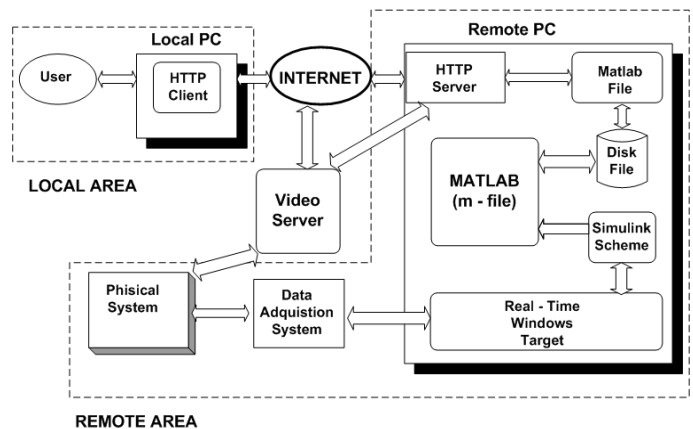 Remote PC
Local PC
User
HTTP
Client
INTERNET
HTTP
Server
Matlab
File
Disk
File
LOCAL AREA
MATLAB
(m - file)
Video
Server
Simulink
Scheme
Phisical
System
Data
Adquistion
System
Real - Time
Windows
Target
REMOTE AREA